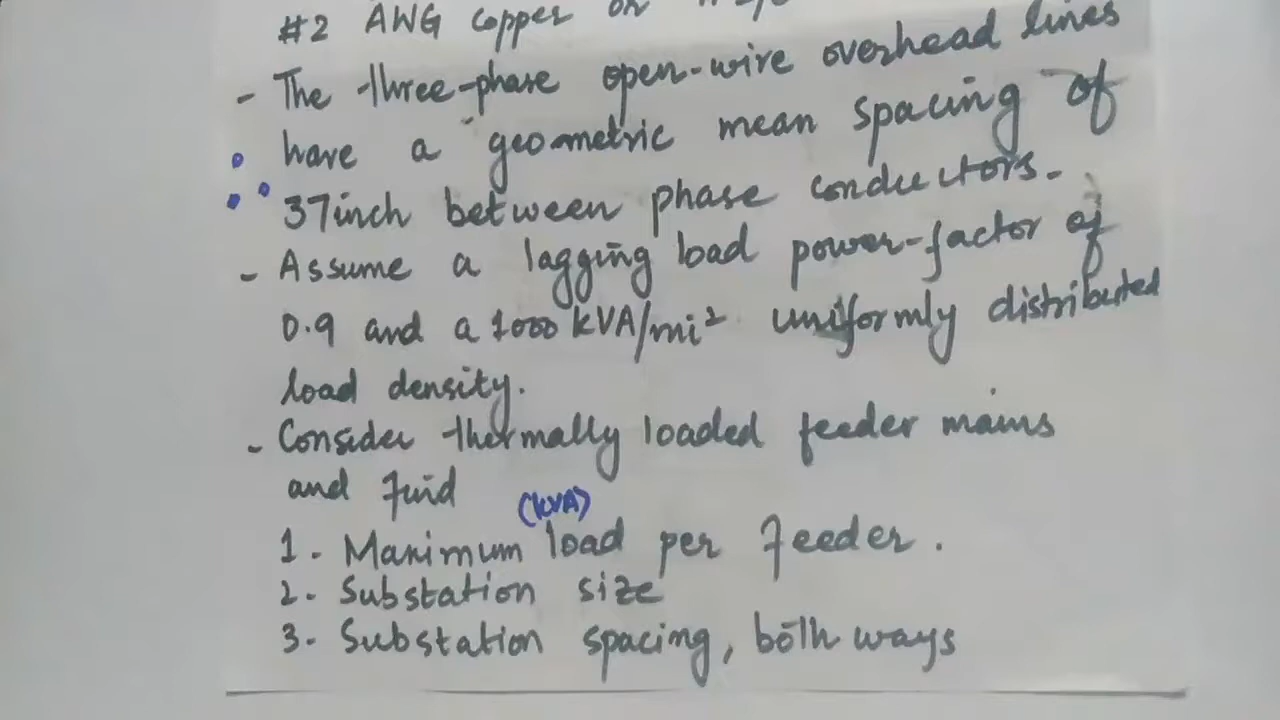 #2 AWG copper or
- The three-phase open-wire overhead lines
have a geometric mean spacing of
37inch between phase conductors.
- Assume a lagging load power-factor of
0.9 and a 1000 kVA/mi² uniformly distributed
load density.
- Consider thermally loaded feeder mains
and find
(kVA)
1. Maximum load per feeder.
2. Substation size
3. Substation spacing, both ways